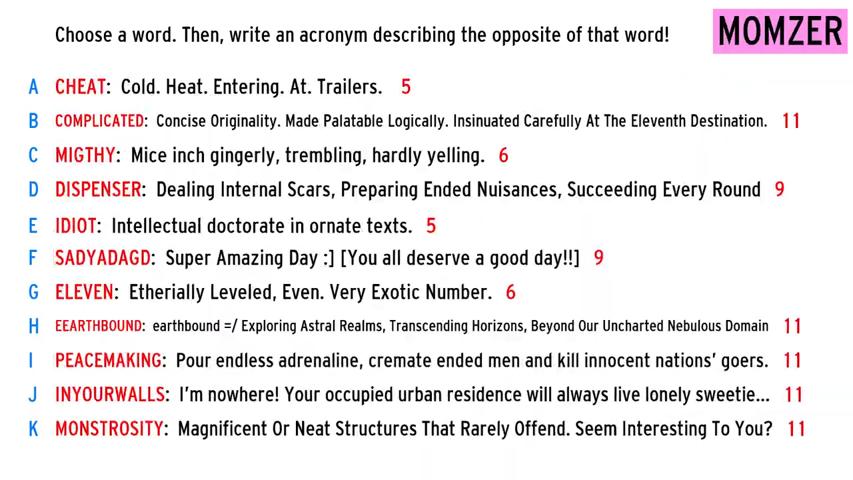 Choose a word. Then, write an acronym describing the opposite of that word!
MOMZER
A CHEAT: Cold. Heat. Entering. At. Trailers. 5
B COMPLICATED: Concise Originality. Made Palatable Logically. Insinuated Carefully At The Eleventh Destination. 11
C MIGTHY: Mice inch gingerly, trembling, hardly yelling. 6
D DISPENSER: Dealing Internal Scars, Preparing Ended Nuisances, Succeeding Every Round 9
E IDIOT: Intellectual doctorate in ornate texts. 5
F SADYADAGD: Super Amazing Day :] [You all deserve a good day!!] 9
G ELEVEN: Etherially Leveled, Even. Very Exotic Number. 6
H EEARTHBOUND: earthbound =/ Exploring Astral Realms, Transcending Horizons, Beyond Our Uncharted Nebulous Domain 11
I PEACEMAKING: Pour endless adrenaline, cremate ended men and kill innocent nations' goers. 11
J INYOURWALLS: I'm nowhere! Your occupied urban residence will always live lonely sweetie... 11
K MONSTROSITY: Magnificent Or Neat Structures That Rarely Offend. Seem Interesting To You? 11